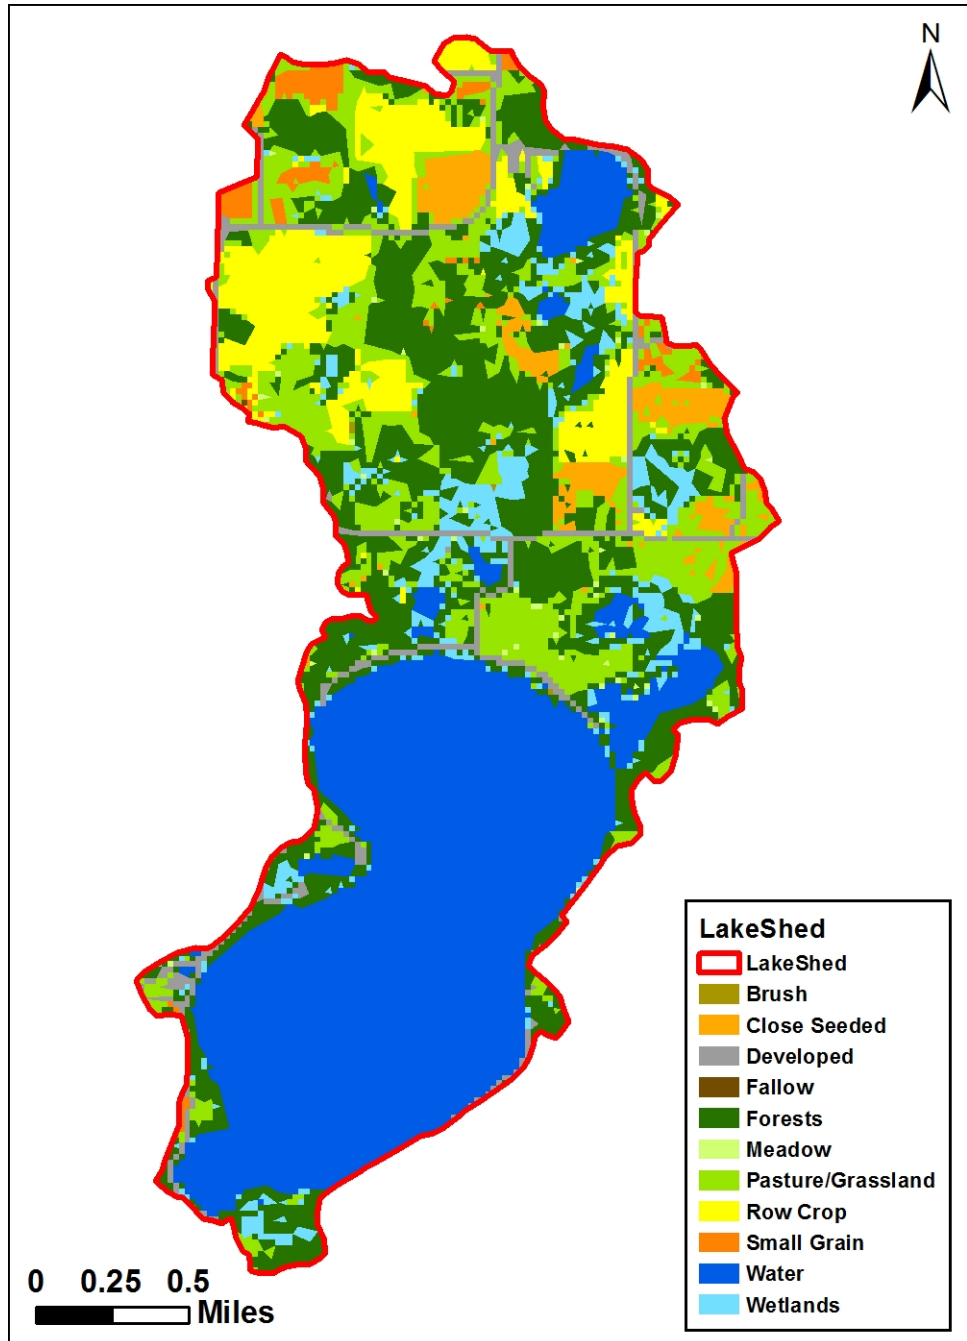 N
LakeShed
LakeShed
Brush
Close Seeded
Developed
Fallow
Forests
Meadow
Pasture/Grassland
Row Crop
Small Grain
Water
Wetlands
0 0.25 0.5
Miles